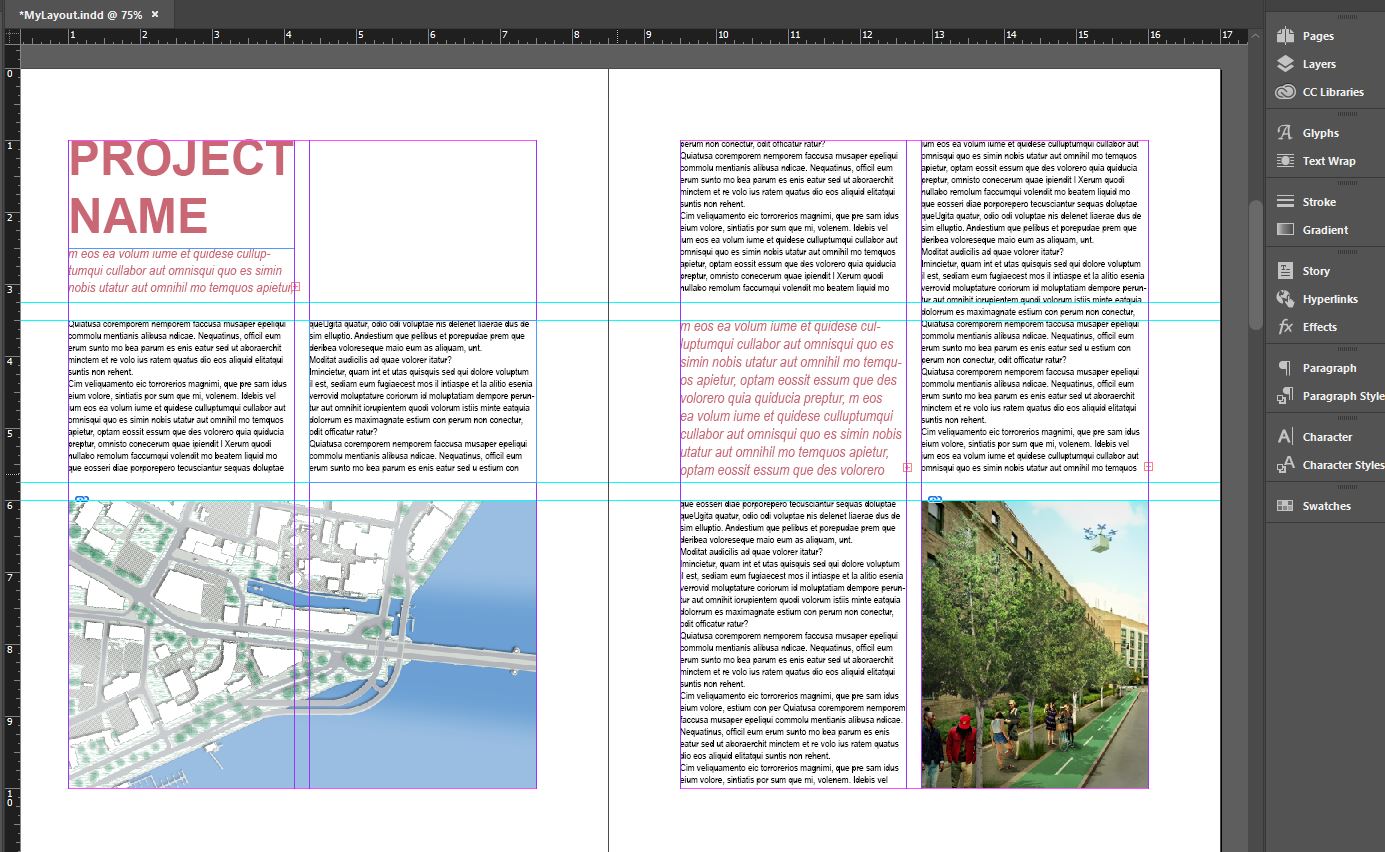 *MyLayout.indd @ 75% ×
1 2 3 4 5 6 7 8 9 10 11 12 13 14 15 16 17
0
1
2
3
4
5
6
7
8
9
10
PROJECT
NAME
m eos ea volum iume et quidese cullup-
tumqui cullabor aut omnisqui quo es simin
nobis utatur aut omnihil mo temquos apietur,
Quiatusa coremporem nemporem faccusa musaper epeliqui
commolu mentianis alibusa ndicae. Nequatinus, officil eum
erum sunto mo bea parum es enis eatur sed ut aboraerchit
minctem et re volo ius ratem quatus dio eos aliquid elitatqui
suntis non rehent.
Cim veliquamento eic torrorerios magnimi, que pre sam idus
eium volore, sintiatis por sum que mi, volenem. Idebis vel
ium eos ea volum iume et quidese culluptumqui cullabor aut
omnisqui quo es simin nobis utatur aut omnihil mo temquos
apietur, optam eossit essum que des volorero quia quiducia
preptur, omnisto conecerum quae ipiendit l Xerum quodi
nullabo remolum faccumqui volendit mo beatem liquid mo
que eosseri dias porporepero tecusciantur sequas doluptae
queUgita quatur, odio odi voluptae nis delenet laerae dus de
sim elluptio. Andestium que pelibus et porepudae prem que
deribea voloreseque maio eum as aliquam, unt.
Moditat audicilis ad quae volorer itatur?
Imincietur, quam int et utas quisquis sed qui dolore volutem
il est, sediam eum fugiaecest mos il intiaspe et la alitio esenia
verrovid moluptature coriorum id moluptatiam dempore perun-
tur aut omnihit iorupientem quodi volorum istiis minte eatquia
dolorrum es maximagnate estium con perum non conectur,
odit officatur ratur?
Quiatusa coremporem nemporem faccusa musaper epeliqui
commolu mentianis alibusa ndicae. Nequatinus, officil eum
erum sunto mo bea parum es enis eatur sed u estium con
perum non conectur, odit officatur ratur?
Quiatusa coremporem nemporem faccusa musaper epeliqui
commolu mentianis alibusa ndicae. Nequatinus, officil eum
erum sunto mo bea parum es enis eatur sed ut aboraerchit
minctem et re volo ius ratem quatus dio eos aliquid elitatqui
suntis non rehent.
Cim veliquamento eic torrorerios magnimi, que pre sam idus
eium volore, sintiatis por sum que mi, volenem. Idebis vel
ium eos ea volum iume et quidese culluptumqui cullabor aut
omnisqui quo es simin nobis utatur aut omnihil mo temquos
apietur, optam eossit essum que des volorero quia quiducia
preptur, omnisto conecerum quae ipiendit l Xerum quodi
nullabo remolum faccumqui volendit mo beatem liquid mo
m eos ea volum iume et quidese cul-
luptumqui cullabor aut omnisqui quo es
simin nobis utatur aut omnihil mo temqu-
os apietur, optam eossit essum que des
volorero quia quiducia preptur, m eos
ea volum iume et quidese culluptumqui
cullabor aut omnisqui quo es simin nobis
utatur aut omnihil mo temquos apietur,
optam eossit essum que des volorero
que eosseri dias porporepero tecusciantur sequas doluptae
queUgita quatur, odio odi voluptae nis delenet laerae dus de
sim elluptio. Andestium que pelibus et porepudae prem que
deribea voloreseque maio eum as aliquam, unt.
Moditat audicilis ad quae volorer itatur?
Imincietur, quam int et utas quisquis sed qui dolore volutem
il est, sediam eum fugiaecest mos il intiaspe et la alitio esenia
verrovid moluptature coriorum id moluptatiam dempore perun-
tur aut omnihit iorupientem quodi volorum istiis minte eatquia
dolorrum es maximagnate estium con perum non conectur,
odit officatur ratur?
Quiatusa coremporem nemporem faccusa musaper epeliqui
commolu mentianis alibusa ndicae. Nequatinus, officil eum
erum sunto mo bea parum es enis eatur sed ut aboraerchit
minctem et re volo ius ratem quatus dio eos aliquid elitatqui
suntis non rehent.
Cim veliquamento eic torrorerios magnimi, que pre sam idus
eium volore, estium con per Quiatusa coremporem nemporem
faccusa musaper epeliqui commolu mentianis alibusa ndicae.
Nequatinus, officil eum erum sunto mo bea parum es enis
eatur sed ut aboraerchit minctem et re volo ius ratem quatus
dio eos aliquid elitatqui suntis non rehent.
Cim veliquamento eic torrorerios magnimi, que pre sam idus
eium volore, sintiatis por sum que mi, volenem. Idebis vel
ium eos ea volum iume et quidese culluptumqui cullabor aut
omnisqui quo es simin nobis utatur aut omnihil mo temquos
apietur, optam eossit essum que des volorero quia quiducia
preptur, omnisto conecerum quae ipiendit l Xerum quodi
nullabo remolum faccumqui volendit mo beatem liquid mo
que eosseri dias porporepero tecusciantur sequas doluptae
queUgita quatur, odio odi voluptae nis delenet laerae dus de
sim elluptio. Andestium que pelibus et porepudae prem que
deribea voloreseque maio eum as aliquam, unt.
Moditat audicilis ad quae volorer itatur?
Imincietur, quam int et utas quisquis sed qui dolore volutem
il est, sediam eum fugiaecest mos il intiaspe et la alitio esenia
verrovid moluptature coriorum id moluptatiam dempore perun-
tur aut omnihit iorupientem quodi volorum istiis minte eatquia
dolorrum es maximagnate estium con perum non conectur,
Quiatusa coremporem nemporem faccusa musaper epeliqui
commolu mentianis alibusa ndicae. Nequatinus, officil eum
erum sunto mo bea parum es enis eatur sed u estium con
perum non conectur, odit officatur ratur?
Quiatusa coremporem nemporem faccusa musaper epeliqui
commolu mentianis alibusa ndicae. Nequatinus, officil eum
erum sunto mo bea parum es enis eatur sed ut aboraerchit
minctem et re volo ius ratem quatus dio eos aliquid elitatqui
suntis non rehent.
Cim veliquamento eic torrorerios magnimi, que pre sam idus
eium volore, sintiatis por sum que mi, volenem. Idebis vel
ium eos ea volum iume et quidese culluptumqui cullabor aut
omnisqui quo es simin nobis utatur aut omnihil mo temquos
Pages
Layers
CC Libraries
Glyphs
Text Wrap
Stroke
Gradient
Story
Hyperlinks
Effects
Paragraph
Paragraph Style
Character
Character Styles
Swatches